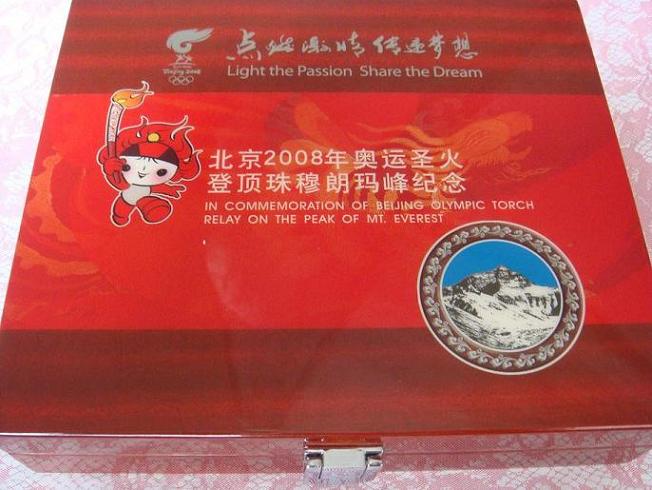 点燃激情 传递梦想
Beijing 2008
Light the Passion Share the Dream
北京2008年奥运圣火
登顶珠穆朗玛峰纪念
IN COMMEMORATION OF BEIJING OLYMPIC TORCH
RELAY ON THE PEAK OF MT. EVEREST